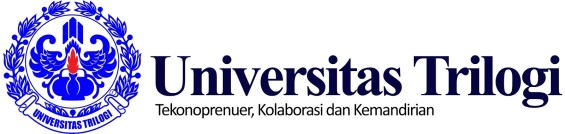 UNIVERSITAS TRILOGI
Universitas Trilogi
Tekonoprenuer, Kolaborasi dan Kemandirian